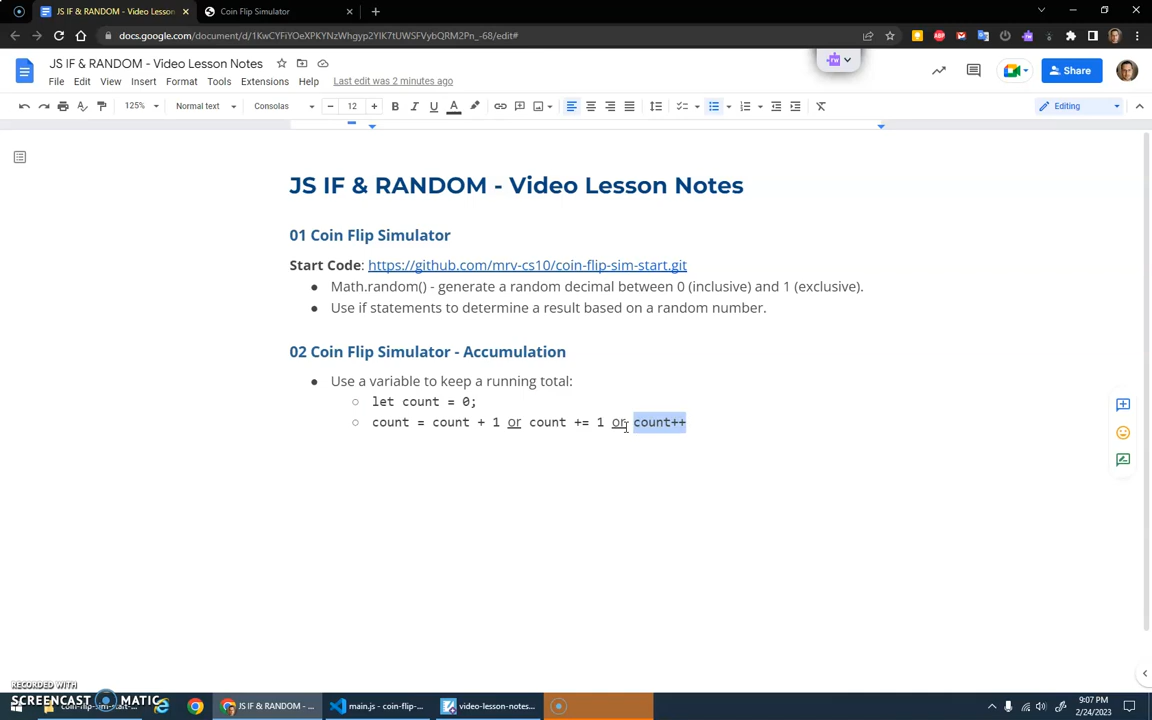 JS IF & RANDOM - Video Lesson
Coin Flip Simulator
docs.google.com/document/d/1KwCYFiYOeXPKYNzWhgyp2YIK7tUWSFVybQRM2Pn_-68/edit#
JS IF & RANDOM - Video Lesson Notes
File Edit View Insert Format Tools Extensions Help Last edit was 2 minutes ago
Share
125% Normal text Consolas 12 Editing
JS IF & RANDOM - Video Lesson Notes
01 Coin Flip Simulator
Start Code: https://github.com/mrv-cs10/coin-flip-sim-start.git
Math.random() - generate a random decimal between 0 (inclusive) and 1 (exclusive).
Use if statements to determine a result based on a random number.
02 Coin Flip Simulator - Accumulation
Use a variable to keep a running total:
let count = 0;
count = count + 1 or count += 1 or count++
RECORDED WITH
SCREENCAST MATIC
coin-flip-sim-start-...
JS IF & RANDOM - ...
main.js - coin-flip-...
video-lesson-notes...
9:07 PM
2/24/2023